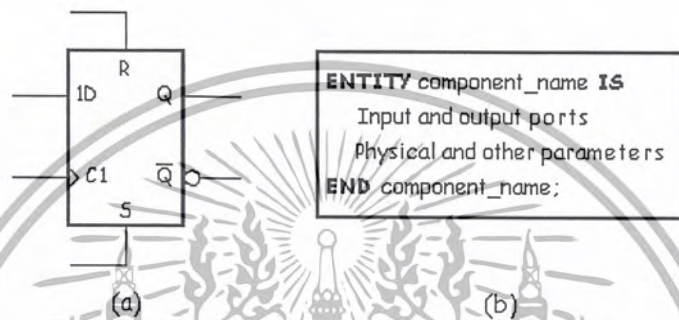 R
1D Q
C1 Q̅
S
(a)
ENTITY component_name IS
Input and output ports
Physical and other parameters
END component_name;
(b)